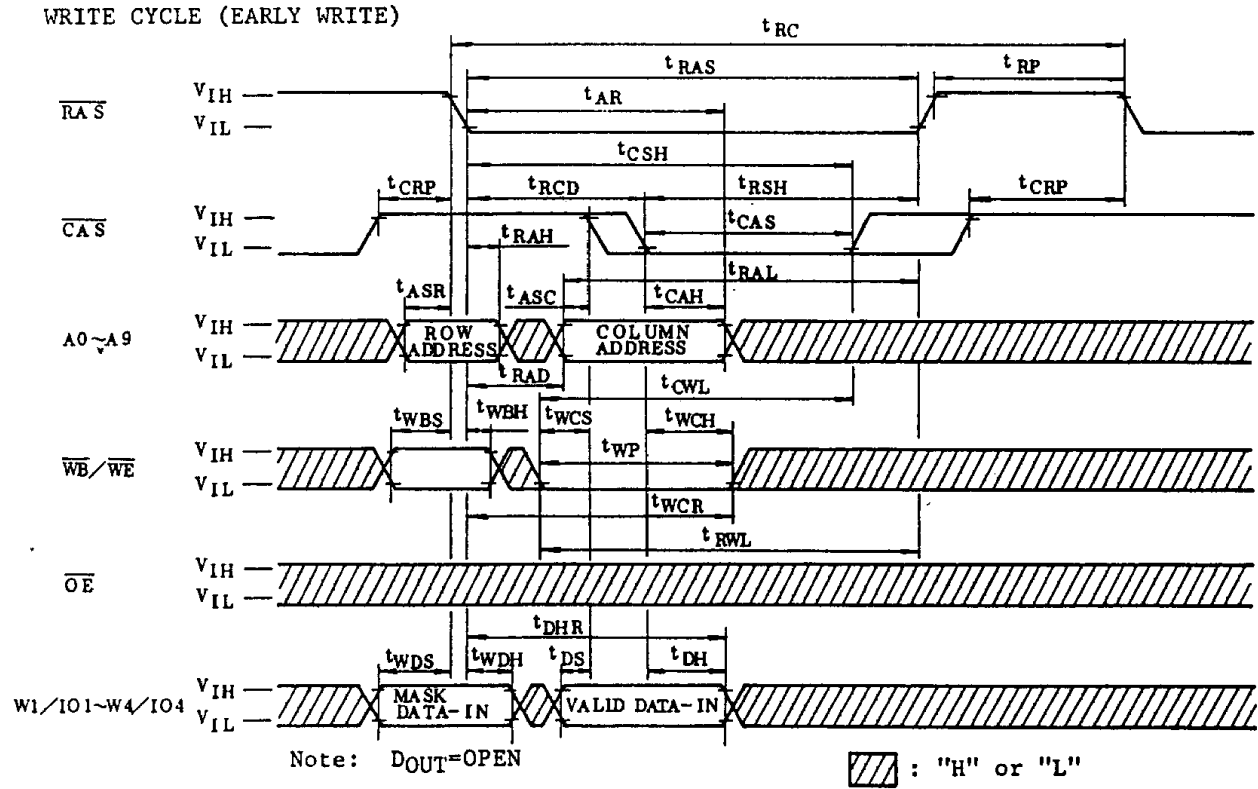 WRITE CYCLE (EARLY WRITE)
tRC
tRAS
tRP
tAR
RAS
VIH
VIL
tCSH
tCRP
tRCD
tRSH
tCRP
CAS
VIH
VIL
tCAS
tRAH
tRAL
tASR
tASC
tCAH
A0~A9
VIH
VIL
ROW ADDRESS
COLUMN ADDRESS
tRAD
tCWL
tWBS
tWBH
tWCS
tWCH
WB/WE
VIH
VIL
tWP
tWCR
tRWL
OE
VIH
VIL
tDHR
tWDS
tWDH
tDS
tDH
W1/IO1~W4/IO4
VIH
VIL
MASK DATA-IN
VALID DATA-IN
Note: DOUT=OPEN
: "H" or "L"